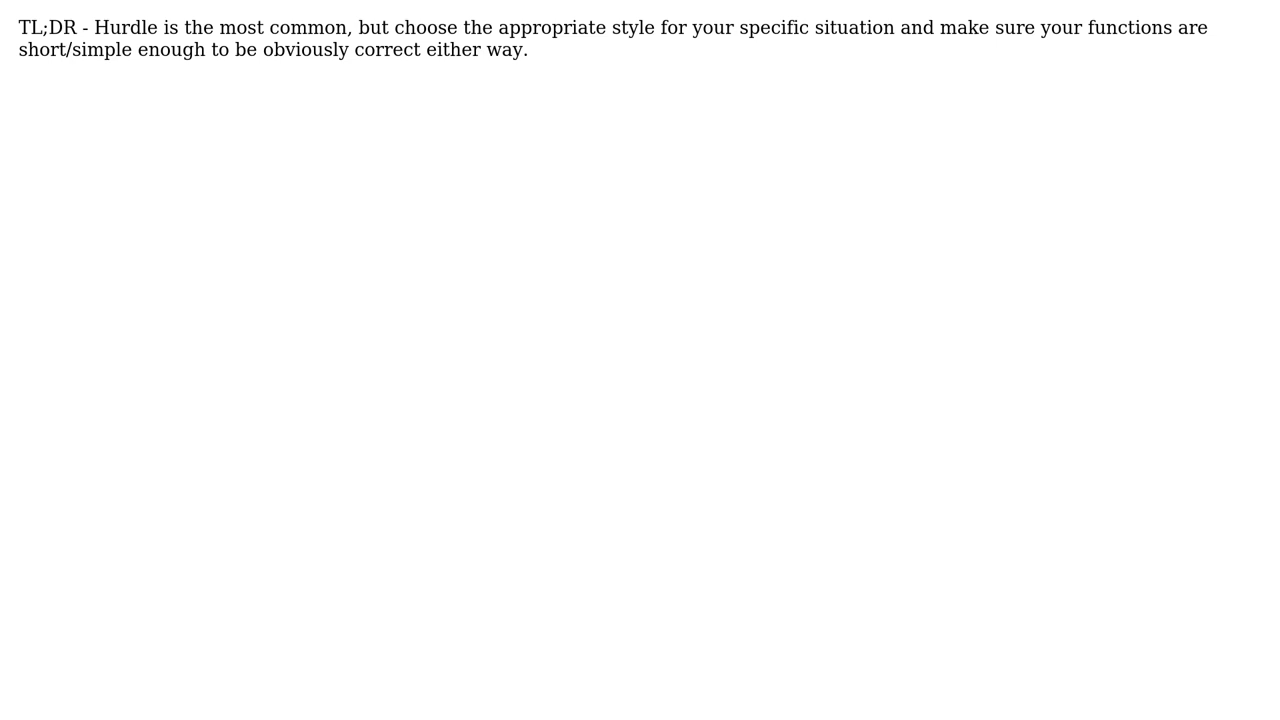 TL;DR - Hurdle is the most common, but choose the appropriate style for your specific situation and make sure your functions are
short/simple enough to be obviously correct either way.